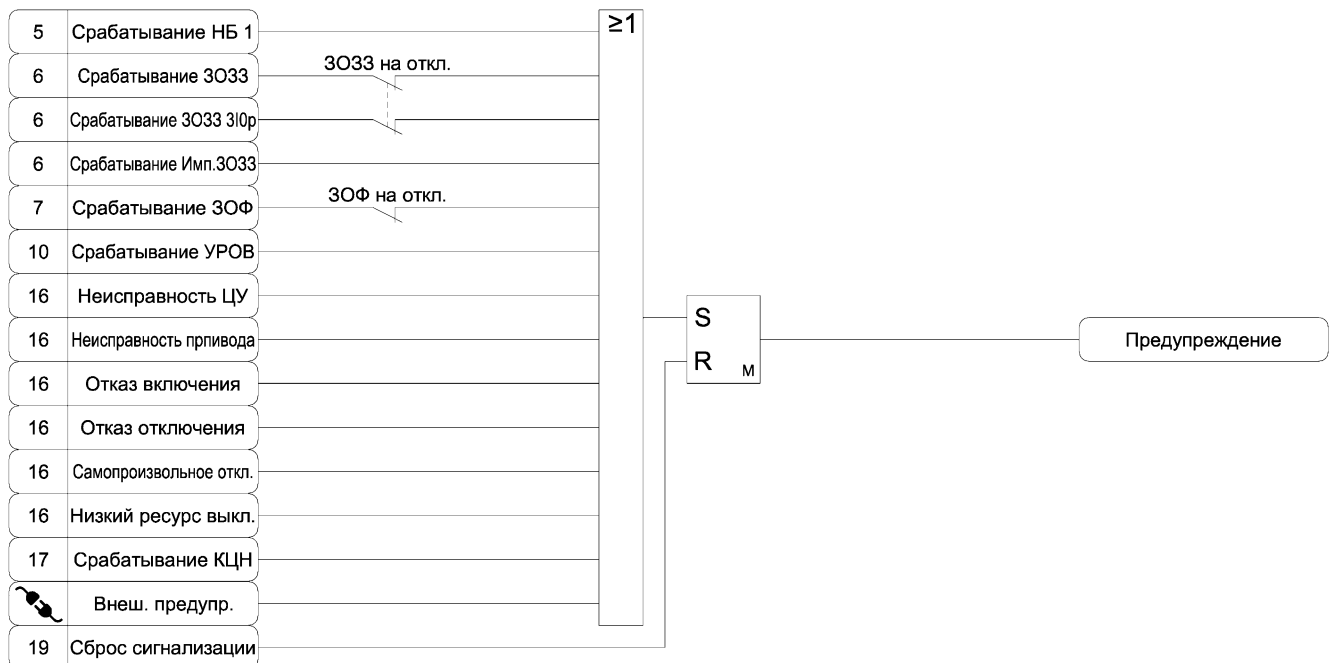 5 Срабатывание НБ 1
≥1
6 Срабатывание ЗОЗЗ
ЗОЗЗ на откл.
6 Срабатывание ЗОЗЗ 3I0р
6 Срабатывание Имп.ЗОЗЗ
7 Срабатывание ЗОФ
ЗОФ на откл.
10 Срабатывание УРОВ
16 Неисправность ЦУ
S
16 Неисправность прпивода
Предупреждение
R
М
16 Отказ включения
16 Отказ отключения
16 Самопроизвольное откл.
16 Низкий ресурс выкл.
17 Срабатывание КЦН
Внеш. предупр.
19 Сброс сигнализации